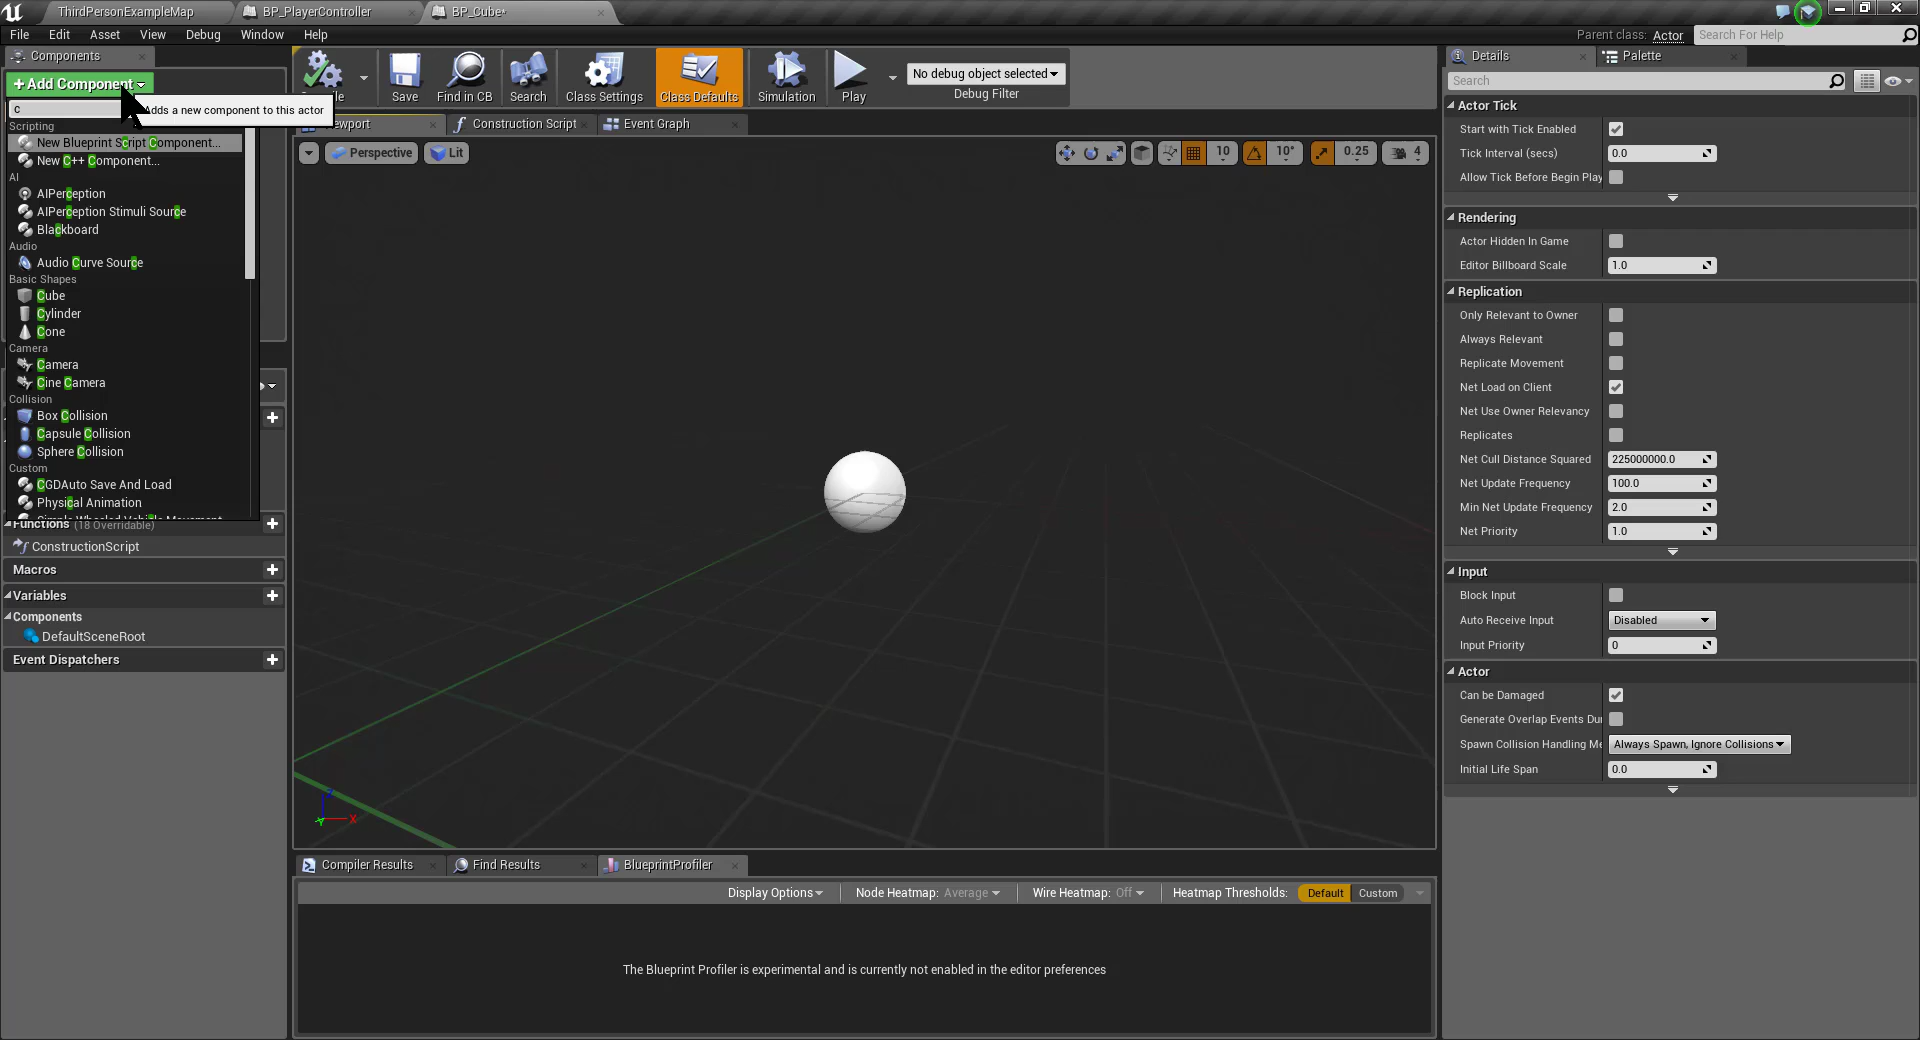 ThirdPersonExampleMap BP_PlayerController BP_Cube*
File Edit Asset View Debug Window Help
Parent class: Actor Search For Help
Components
+Add Component
c
Adds a new component to this actor
Scripting
New Blueprint Script Component...
New C++ Component...
AI
AIPerception
AIPerception Stimuli Source
Blackboard
Audio
Audio Curve Source
Basic Shapes
Cube
Cylinder
Cone
Camera
Camera
Cine Camera
Collision
Box Collision
Capsule Collision
Sphere Collision
Custom
CGDAuto Save And Load
Physical Animation
Functions (18 Overridable)
ConstructionScript
Macros
Variables
Components
DefaultSceneRoot
Event Dispatchers
Save Find in CB Search Class Settings Class Defaults Simulation Play
No debug object selected
Debug Filter
Construction Script Event Graph
Perspective Lit
10 10° 0.25 4
Z
Y X
Compiler Results Find Results BlueprintProfiler
Display Options Node Heatmap: Average Wire Heatmap: Off Heatmap Thresholds: Default Custom
The Blueprint Profiler is experimental and is currently not enabled in the editor preferences
Details Palette
Search
Actor Tick
Start with Tick Enabled
Tick Interval (secs) 0.0
Allow Tick Before Begin Play
Rendering
Actor Hidden In Game
Editor Billboard Scale 1.0
Replication
Only Relevant to Owner
Always Relevant
Replicate Movement
Net Load on Client
Net Use Owner Relevancy
Replicates
Net Cull Distance Squared 225000000.0
Net Update Frequency 100.0
Min Net Update Frequency 2.0
Net Priority 1.0
Input
Block Input
Auto Receive Input Disabled
Input Priority 0
Actor
Can be Damaged
Generate Overlap Events Du
Spawn Collision Handling Me Always Spawn, Ignore Collisions
Initial Life Span 0.0